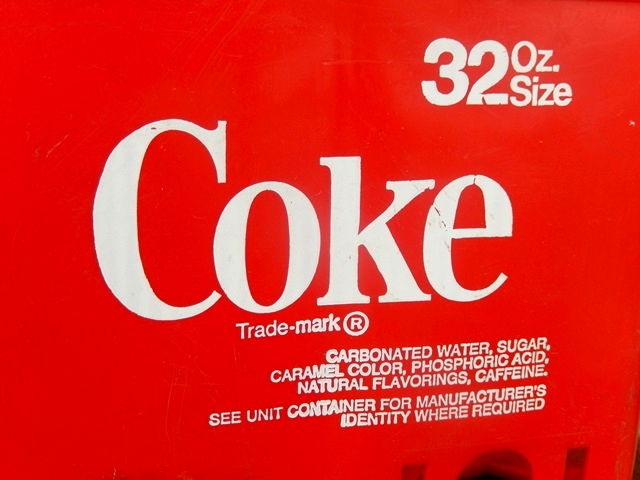 32 Oz.
Size
Coke
Trade-mark ®
CARBONATED WATER, SUGAR,
CARAMEL COLOR, PHOSPHORIC ACID,
NATURAL FLAVORINGS, CAFFEINE.
SEE UNIT CONTAINER FOR MANUFACTURER'S
IDENTITY WHERE REQUIRED